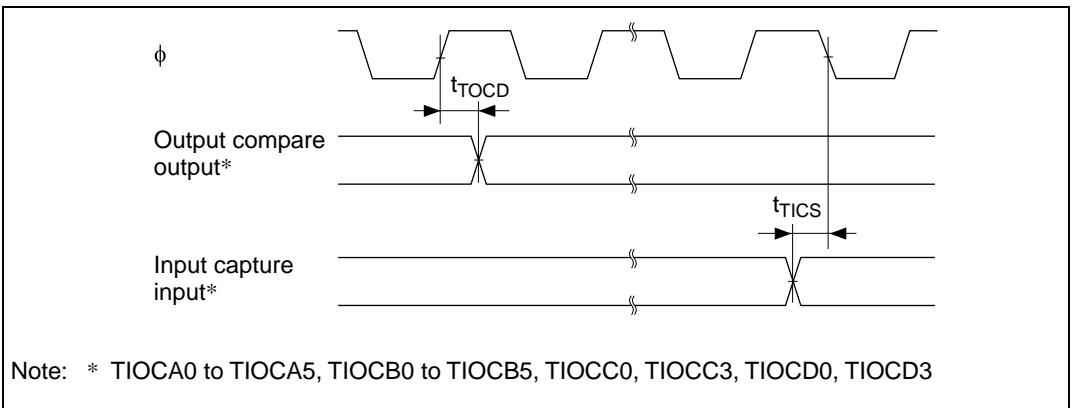 ϕ
tTOCD
Output compare
output*
tTICS
Input capture
input*
Note: * TIOCA0 to TIOCA5, TIOCB0 to TIOCB5, TIOCC0, TIOCC3, TIOCD0, TIOCD3